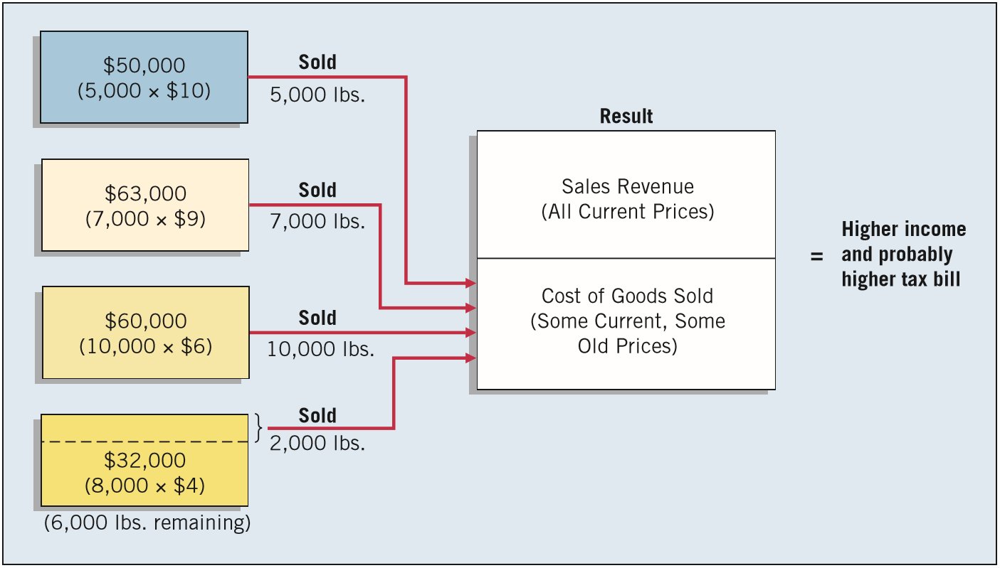 $50,000
(5,000 × $10)
Sold
5,000 lbs.
$63,000
(7,000 × $9)
Sold
7,000 lbs.
$60,000
(10,000 × $6)
Sold
10,000 lbs.
$32,000
(8,000 × $4)
(6,000 lbs. remaining)
Sold
2,000 lbs.
Result
Sales Revenue
(All Current Prices)
Cost of Goods Sold
(Some Current, Some
Old Prices)
=
Higher income
and probably
higher tax bill